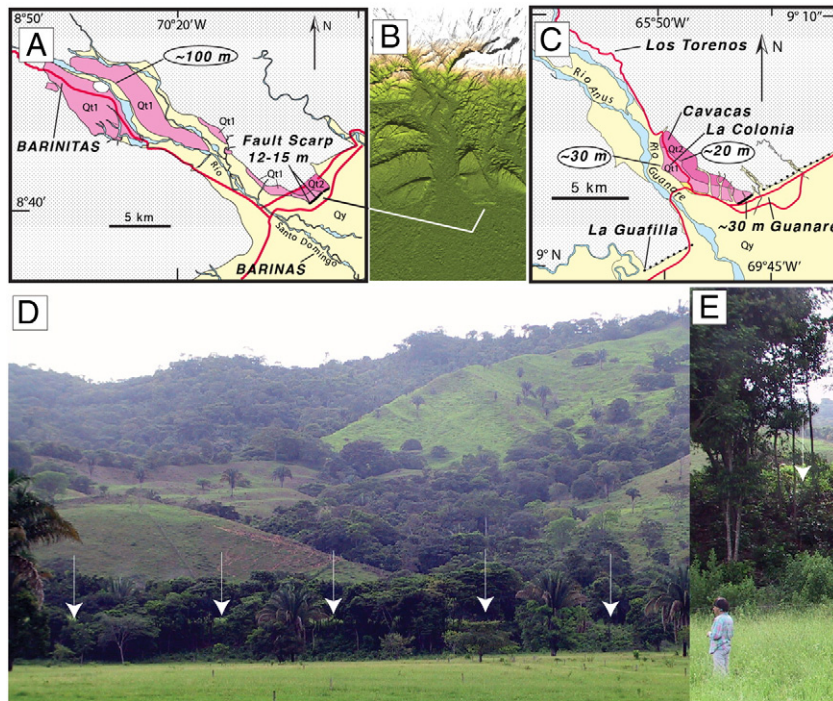 A
70°20'
N
~100 m
Qt1
Qt1
Qt1
BARINITAS
Fault Scarp
12-15 m
Qt1
Qt2
Rio
8°40'
5 km
Qy
Santo Domingo
BARINAS
8°50'
B
C
65°50'W
9° 10'
Los Torenos
N
Rio Anus
Cavacas
La Colonia
Qt2
~30 m
Qt1
~20 m
Rio Guanare
5 km
~30 m Guanare
La Guafilla
Qy
9° N
69°45'W'
D
E